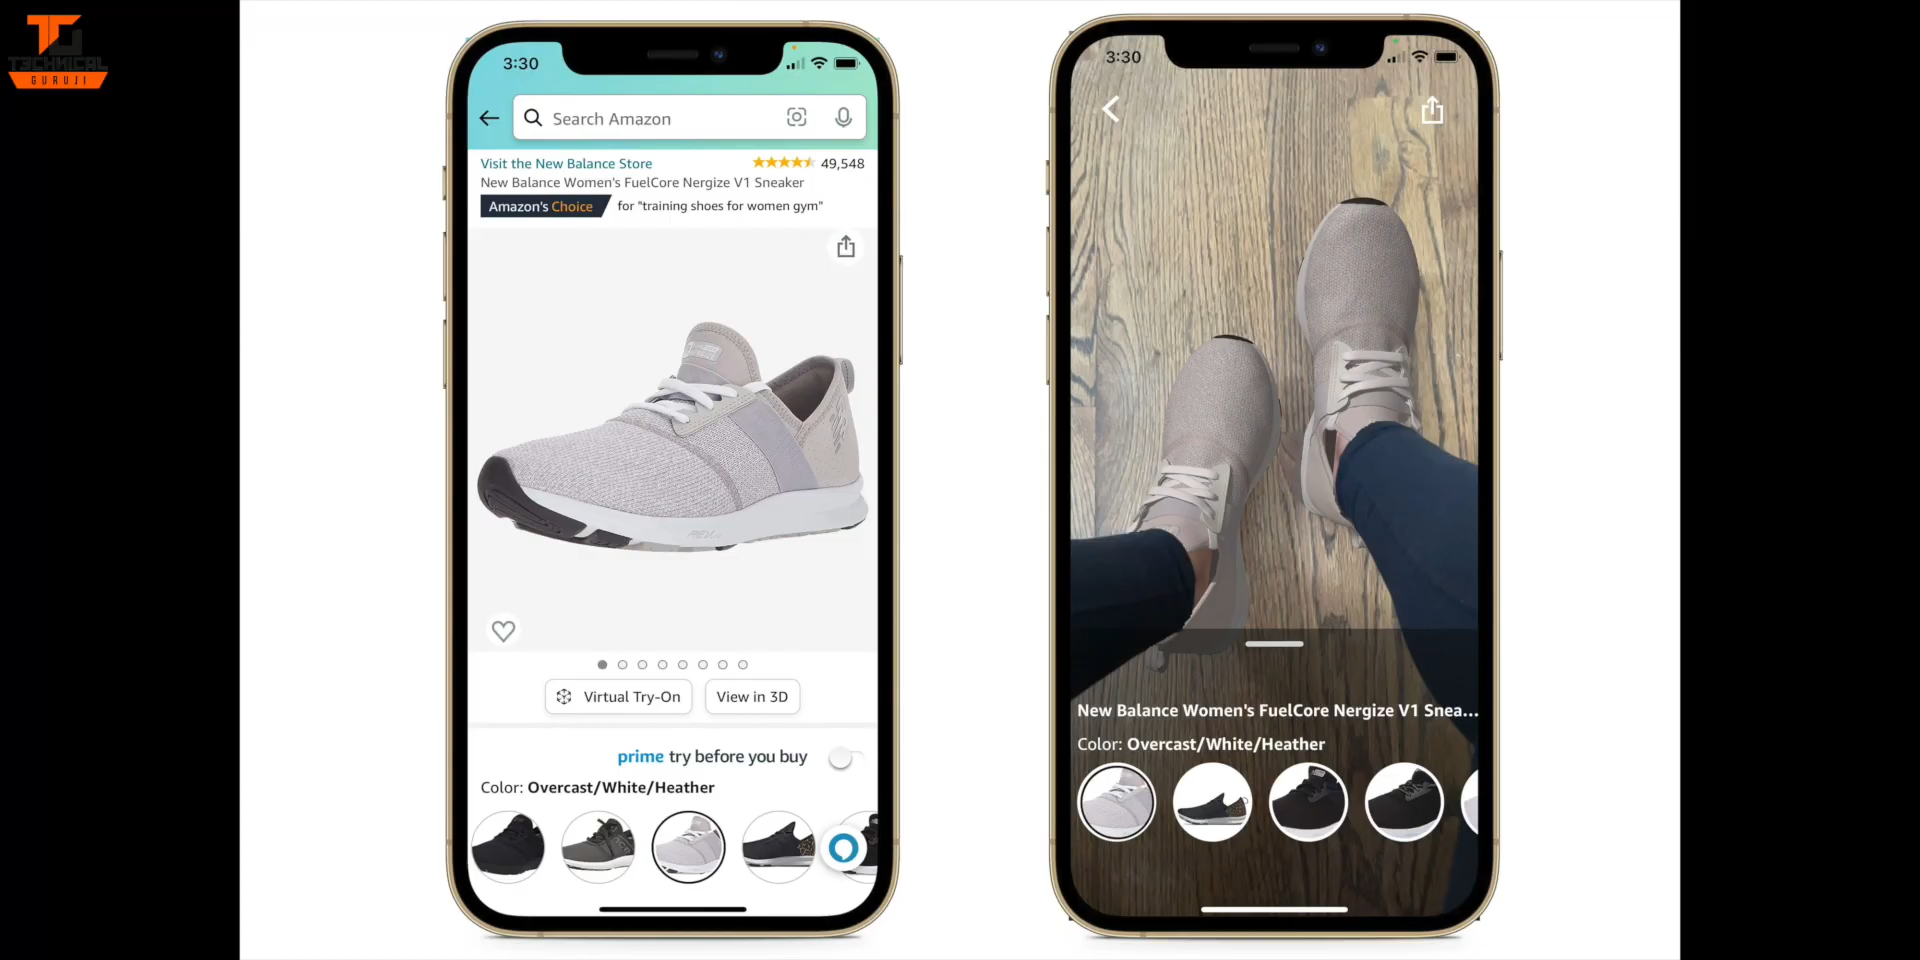 TECHNICAL
GURUJI
3:30
Search Amazon
Visit the New Balance Store
49,548
New Balance Women's FuelCore Nergize V1 Sneaker
Amazon's Choice for "training shoes for women gym"
Virtual Try-On
View in 3D
prime try before you buy
Color: Overcast/White/Heather
3:30
New Balance Women's FuelCore Nergize V1 Snea...
Color: Overcast/White/Heather